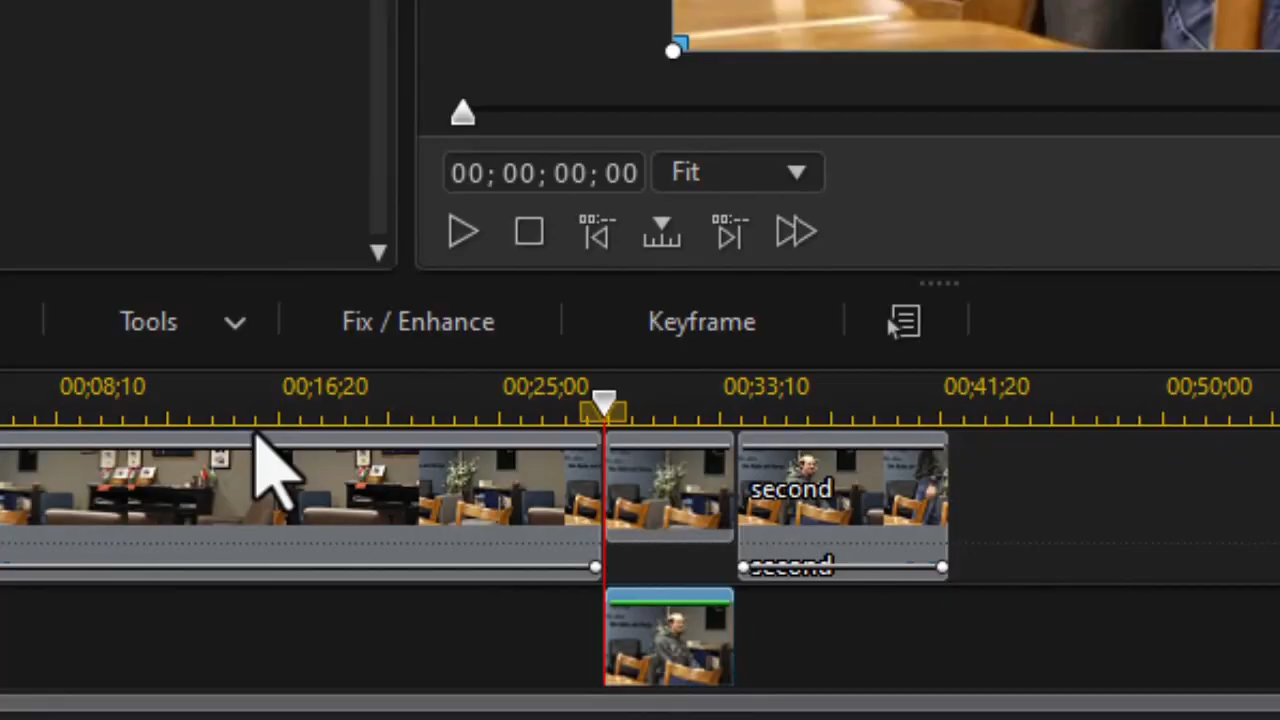 00; 00; 00; 00 Fit
Tools Fix / Enhance Keyframe
00;08;10 00;16;20 00;25;00 00;33;10 00;41;20 00;50;00
second
second